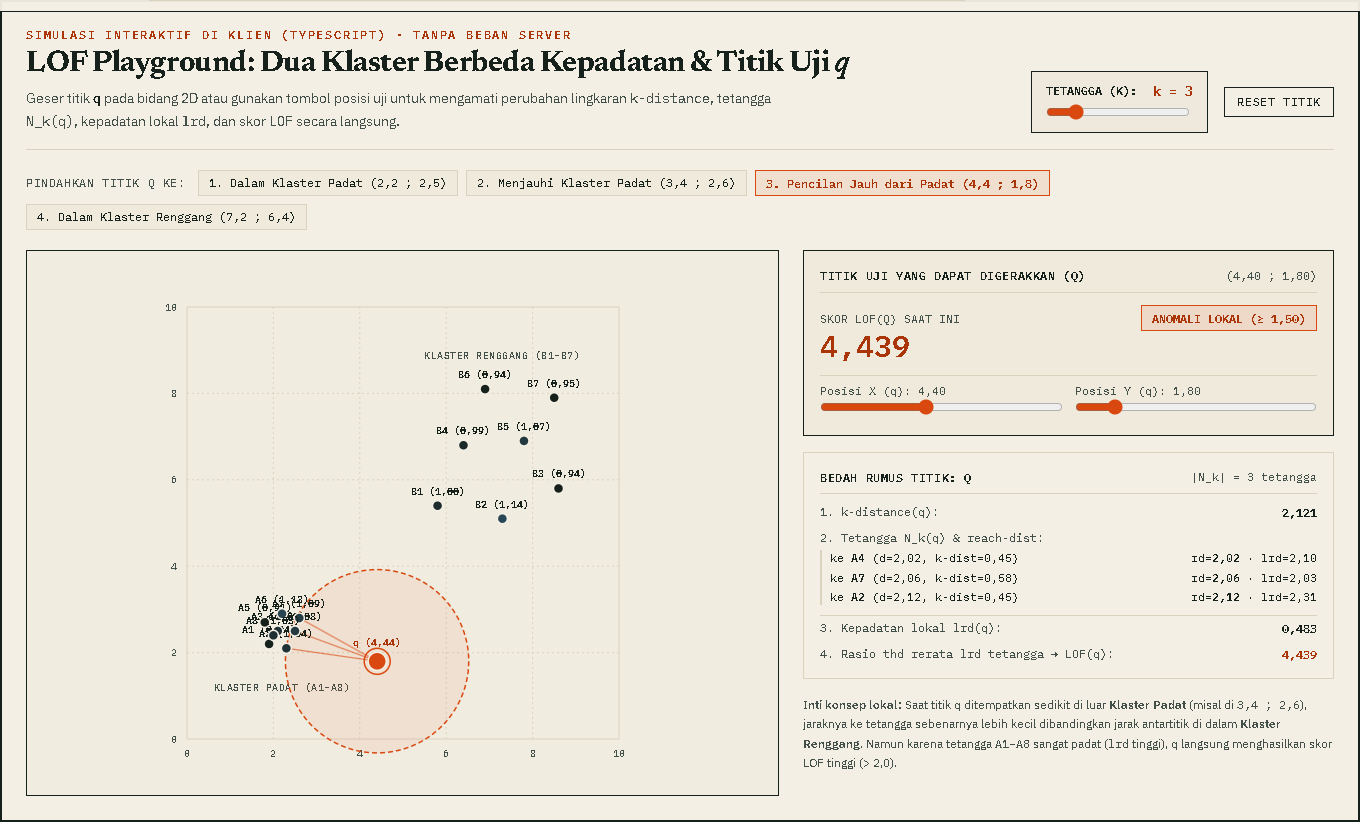 SIMULASI INTERAKTIF DI KLIEN (TYPESCRIPT) · TANPA BEBAN SERVER
LOF Playground: Dua Klaster Berbeda Kepadatan & Titik Uji q
Geser titik q pada bidang 2D atau gunakan tombol posisi uji untuk mengamati perubahan lingkaran k-distance, tetangga
N_k(q), kepadatan lokal lrd, dan skor LOF secara langsung.
TETANGGA (K): k = 3
RESET TITIK
PINDAHKAN TITIK Q KE:
1. Dalam Klaster Padat (2,2 ; 2,5)
2. Menjauhi Klaster Padat (3,4 ; 2,6)
3. Pencilan Jauh dari Padat (4,4 ; 1,8)
4. Dalam Klaster Renggang (7,2 ; 6,4)
10
KLASTER RENGGANG (B1–B7)
B6 (0,94)
B7 (0,95)
8
B4 (0,99)
B5 (1,07)
B3 (0,94)
6
B1 (1,00)
B2 (1,14)
4
A6 (1,12)
A5
A1
q (4,44)
2
KLASTER PADAT (A1–A8)
0
0 2 4 6 8 10
TITIK UJI YANG DAPAT DIGERAKKAN (Q)
(4,40 ; 1,80)
SKOR LOF(Q) SAAT INI
ANOMALI LOKAL (≥ 1,50)
4,439
Posisi X (q): 4,40
Posisi Y (q): 1,80
BEDAH RUMUS TITIK: Q
|N_k| = 3 tetangga
1. k-distance(q): 2,121
2. Tetangga N_k(q) & reach-dist:
ke A4 (d=2,02, k-dist=0,45) rd=2,02 · lrd=2,10
ke A7 (d=2,06, k-dist=0,58) rd=2,06 · lrd=2,03
ke A2 (d=2,12, k-dist=0,45) rd=2,12 · lrd=2,31
3. Kepadatan lokal lrd(q): 0,483
4. Rasio thd rerata lrd tetangga → LOF(q): 4,439
Inti konsep lokal: Saat titik q ditempatkan sedikit di luar Klaster Padat (misal di 3,4 ; 2,6),
jaraknya ke tetangga sebenarnya lebih kecil dibandingkan jarak antartitik di dalam Klaster
Renggang. Namun karena tetangga A1–A8 sangat padat (lrd tinggi), q langsung menghasilkan skor
LOF tinggi (> 2,0).